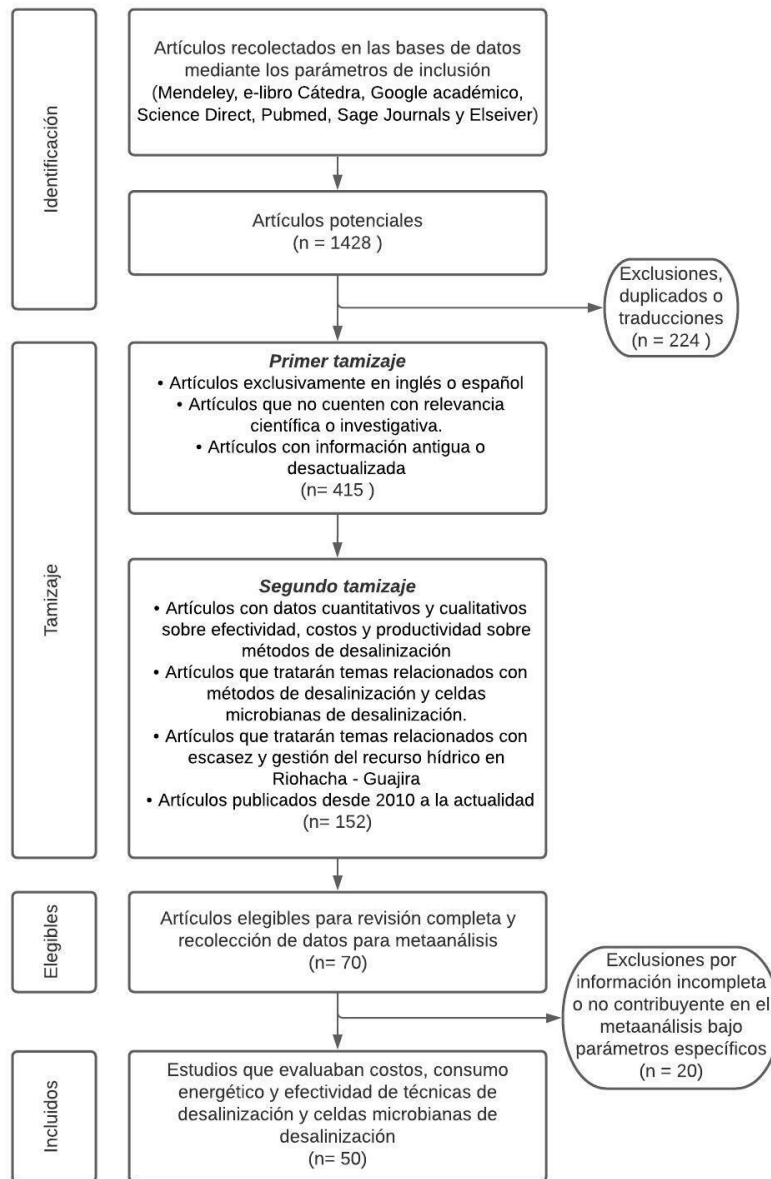 Identificación
Artículos recolectados en las bases de datos
mediante los parámetros de inclusión
(Mendeley, e-libro Cátedra, Google académico,
Science Direct, Pubmed, Sage Journals y Elseiver)
Artículos potenciales
(n = 1428 )
Exclusiones,
duplicados o
traducciones
(n = 224 )
Tamizaje
Primer tamizaje
• Artículos exclusivamente en inglés o español
• Artículos que no cuenten con relevancia
científica o investigativa.
• Artículos con información antigua o
desactualizada
(n= 415 )
Segundo tamizaje
• Artículos con datos cuantitativos y cualitativos
sobre efectividad, costos y productividad sobre
métodos de desalinización
• Artículos que tratarán temas relacionados con
métodos de desalinización y celdas
microbianas de desalinización.
• Artículos que tratarán temas relacionados con
escasez y gestión del recurso hídrico en
Riohacha - Guajira
• Artículos publicados desde 2010 a la actualidad
(n= 152)
Elegibles
Artículos elegibles para revisión completa y
recolección de datos para metaanálisis
(n= 70)
Exclusiones por
información incompleta
o no contribuyente en el
metaanálisis bajo
parámetros específicos
(n = 20)
Incluidos
Estudios que evaluaban costos, consumo
energético y efectividad de técnicas de
desalinización y celdas microbianas de
desalinización
(n= 50)